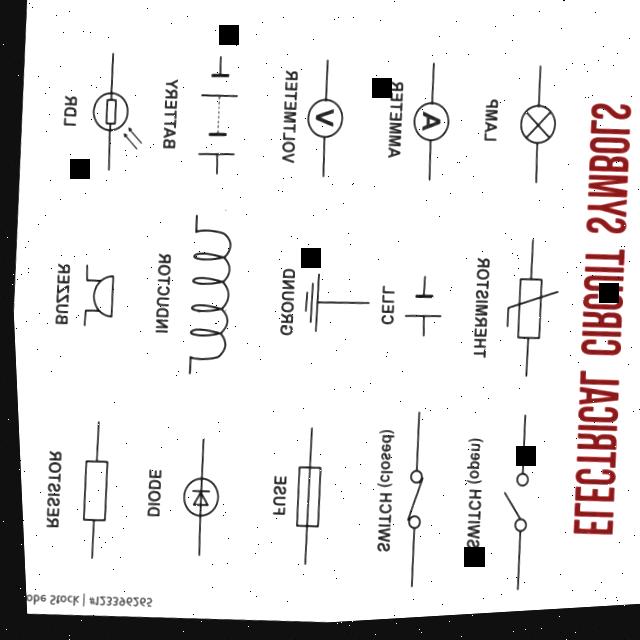 ELECTRICAL CIRCUIT SYMBOLS
SWITCH (open)
THERMISTOR
LAMP
SWITCH (closed)
CELL
AMMETER
A
FUSE
GROUND
VOLTMETER
V
DIODE
INDUCTOR
BATTERY
RESISTOR
BUZZER
LDR
obe Stock | #123396265